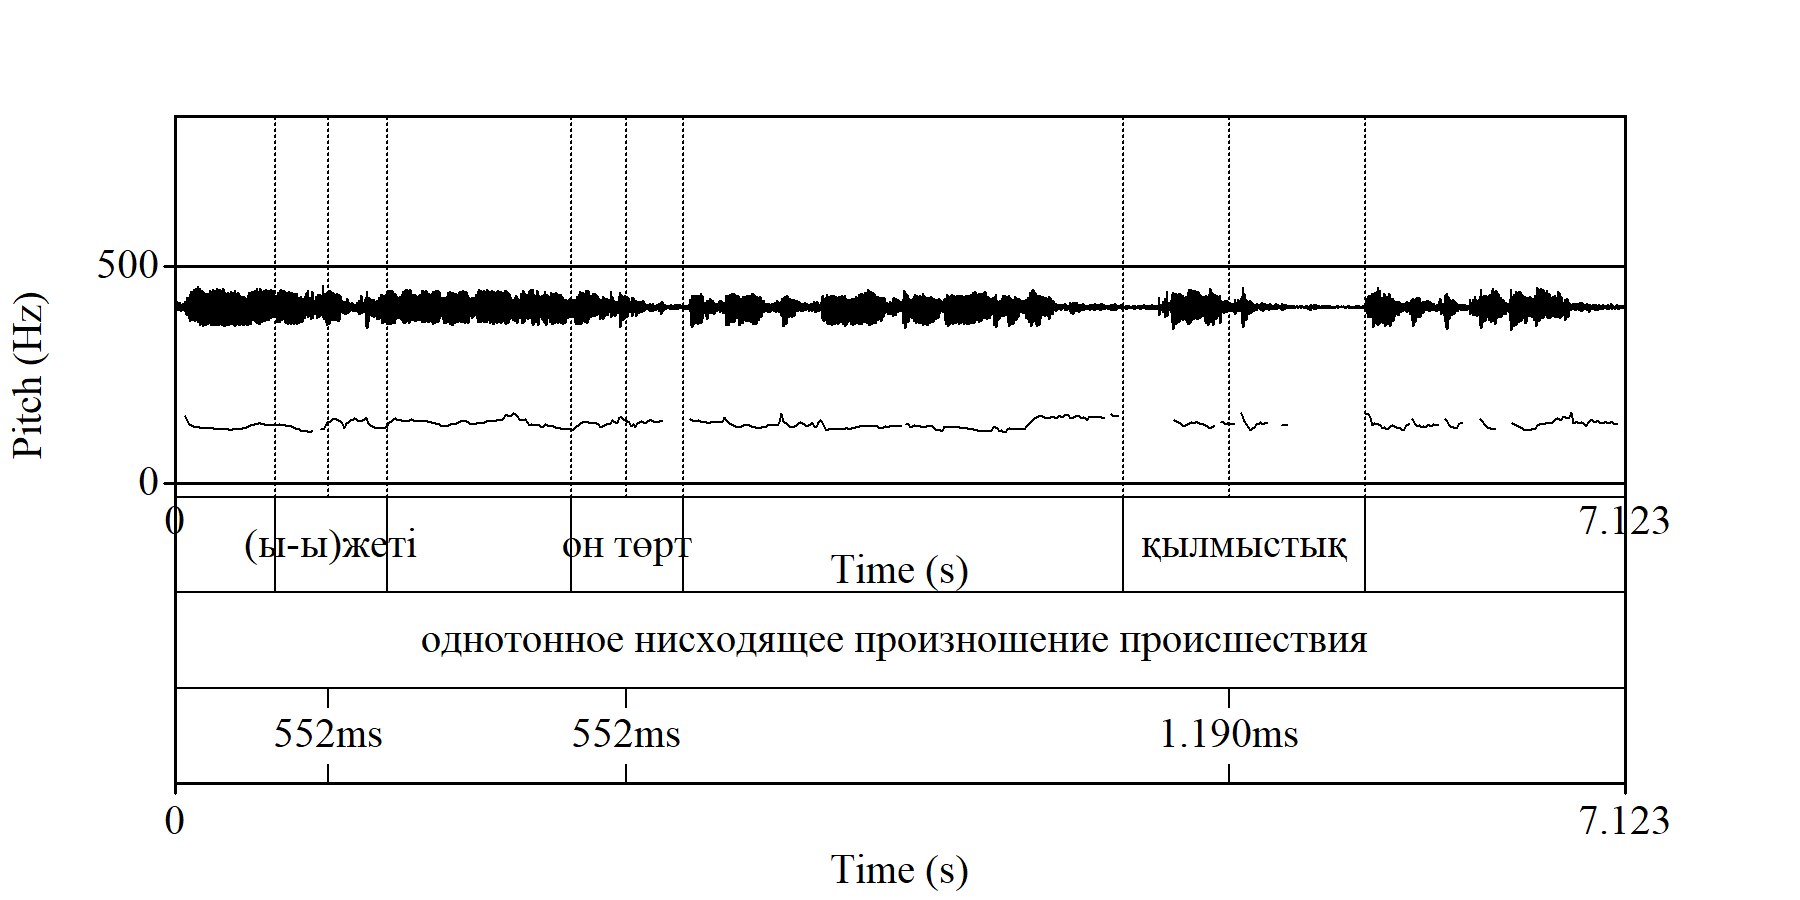 Pitch (Hz)
500
0
0 7.123
(ы-ы)жеті он төрт қылмыстық
Time (s)
однотонное нисходящее произношение происшествия
552ms 552ms 1.190ms
0 7.123
Time (s)